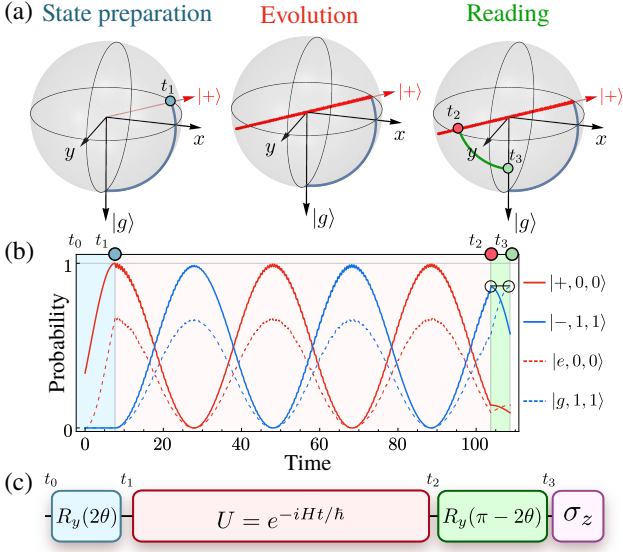 (a) State preparation Evolution Reading
t₁ |+⟩ x y |g⟩
|+⟩ x y |g⟩
t₂ |+⟩ x y t₃ |g⟩
(b) t₀ t₁ t₂ t₃
1
Probability
0
0 20 40 60 80 100
Time
|+, 0, 0⟩
|−, 1, 1⟩
|e, 0, 0⟩
|g, 1, 1⟩
(c) t₀ t₁ t₂ t₃
R_y(2θ) U = e^{−iHt/ħ} R_y(π − 2θ) σ_z